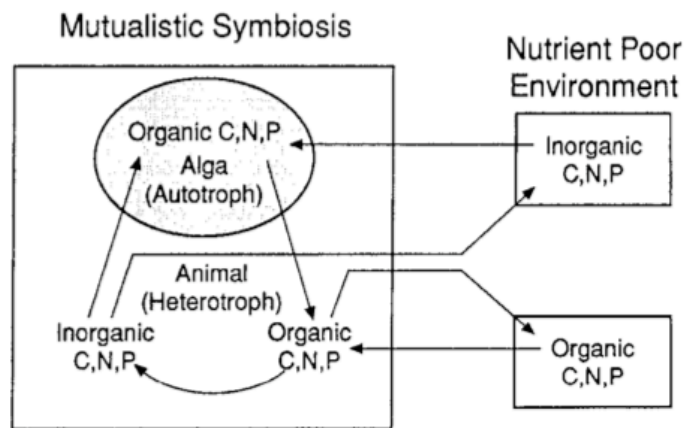 Mutualistic Symbiosis
Nutrient Poor
Environment
Organic C,N,P
Alga
(Autotroph)
Inorganic
C,N,P
Animal
(Heterotroph)
Inorganic
C,N,P
Organic
C,N,P
Organic
C,N,P